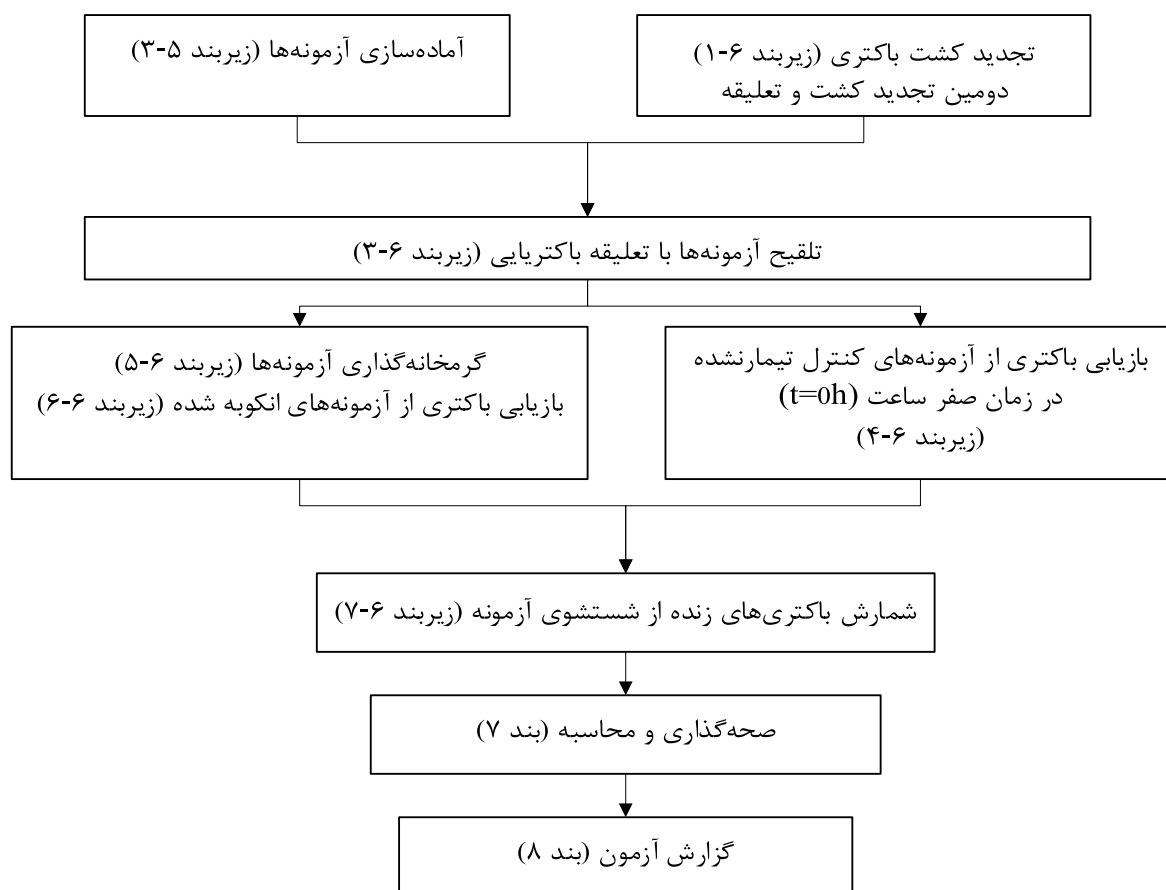 تجدید کشت باکتری (زیربند ۶-۱)
دومین تجدید کشت و تعلیقه
آماده‌سازی آزمونه‌ها (زیربند ۵-۳)
تلقیح آزمونه‌ها با تعلیقه باکتریایی (زیربند ۶-۳)
بازیابی باکتری از آزمونه‌های کنترل تیمارنشده
در زمان صفر ساعت (t=0h)
(زیربند ۶-۴)
گرمخانه‌گذاری آزمونه‌ها (زیربند ۶-۵)
بازیابی باکتری از آزمونه‌های انکوبه شده (زیربند ۶-۶)
شمارش باکتری‌های زنده از شستشوی آزمونه (زیربند ۶-۷)
صحه‌گذاری و محاسبه (بند ۷)
گزارش آزمون (بند ۸)